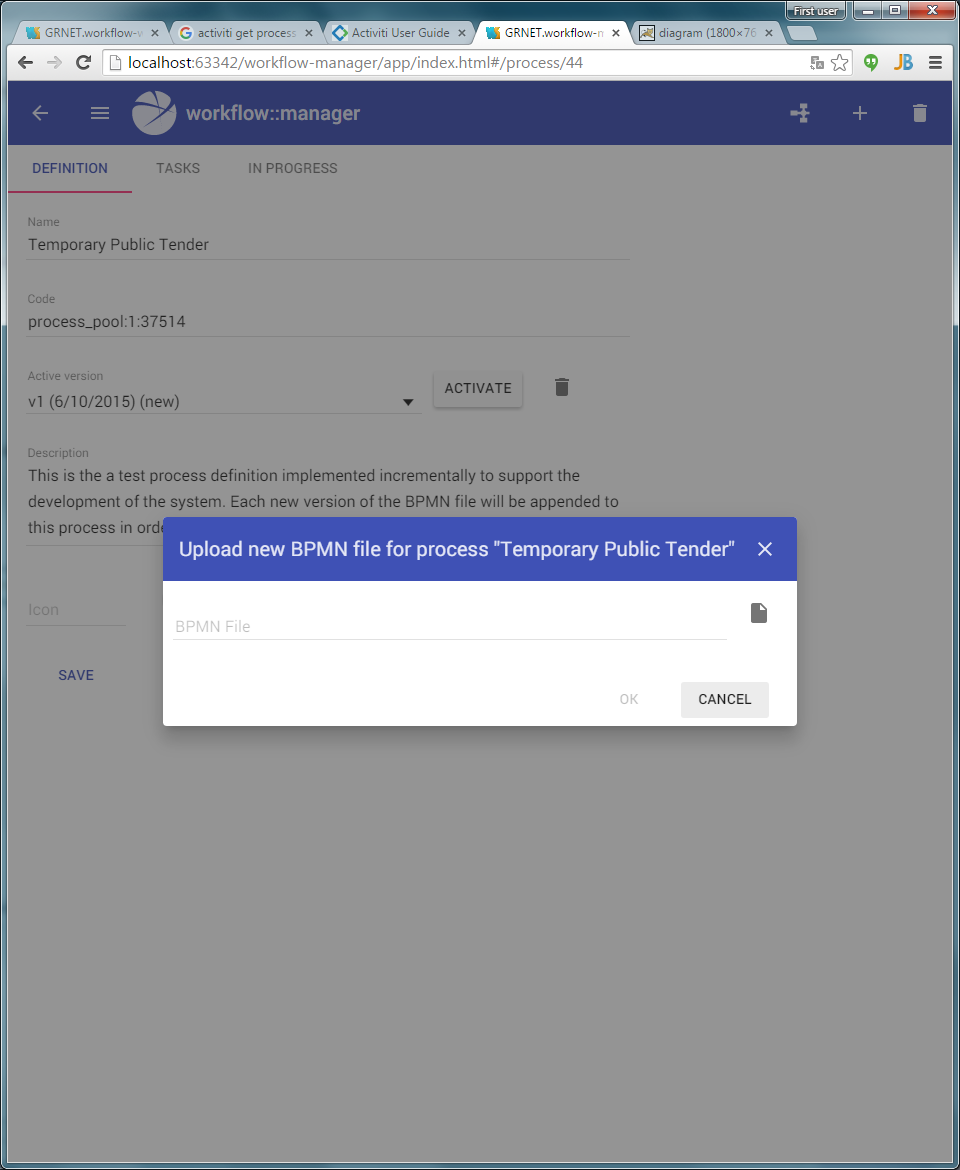 First user
GRNET.workflow-v
activiti get process
Activiti User Guide
GRNET.workflow-m
diagram (1800×76
localhost:63342/workflow-manager/app/index.html#/process/44
JB
workflow::manager
DEFINITION TASKS IN PROGRESS
Name
Temporary Public Tender
Code
process_pool:1:37514
Active version
v1 (6/10/2015) (new)
ACTIVATE
Description
This is the a test process definition implemented incrementally to support the
development of the system. Each new version of the BPMN file will be appended to
this process in orde
Upload new BPMN file for process "Temporary Public Tender"
BPMN File
OK CANCEL
Icon
SAVE